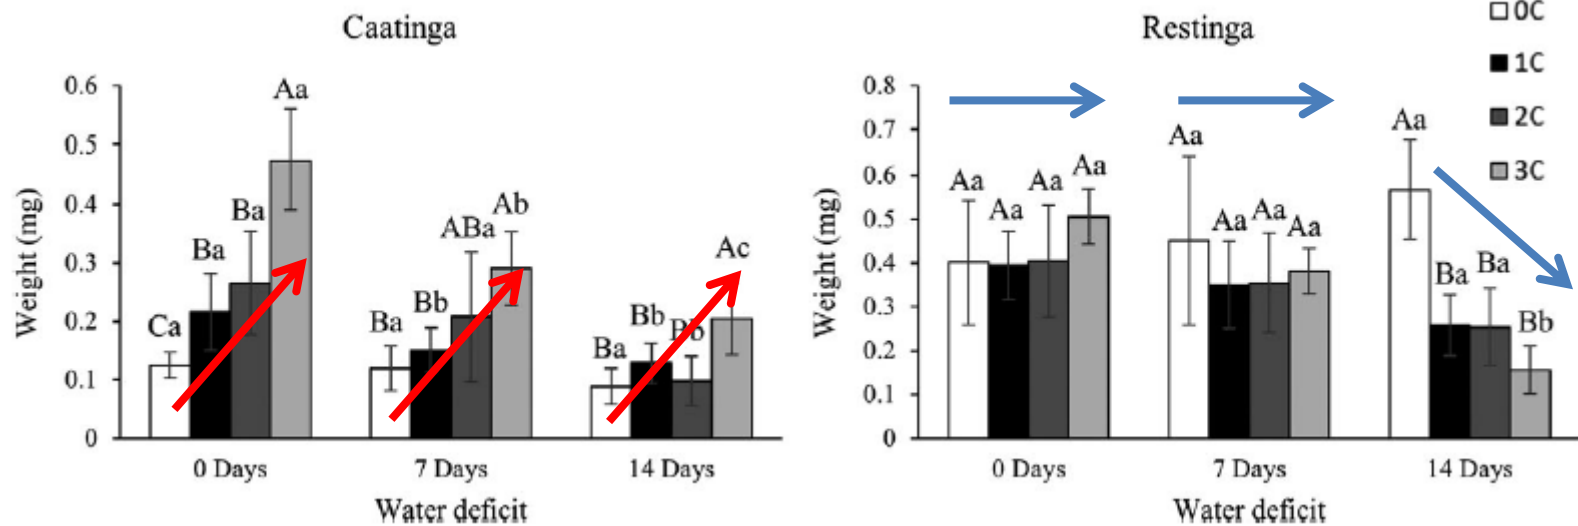 Caatinga
Weight (mg)
0.6
0.5
0.4
0.3
0.2
0.1
0
Ca
Ba
Ba
Aa
Ba
Bb
ABa
Ab
Ba
Bb
Bb
Ac
0 Days
7 Days
14 Days
Water deficit
Restinga
Weight (mg)
0.8
0.7
0.6
0.5
0.4
0.3
0.2
0.1
0
Aa
Aa
Aa
Aa
Aa
Aa
Aa
Aa
Aa
Ba
Ba
Bb
0 Days
7 Days
14 Days
Water deficit
0C
1C
2C
3C